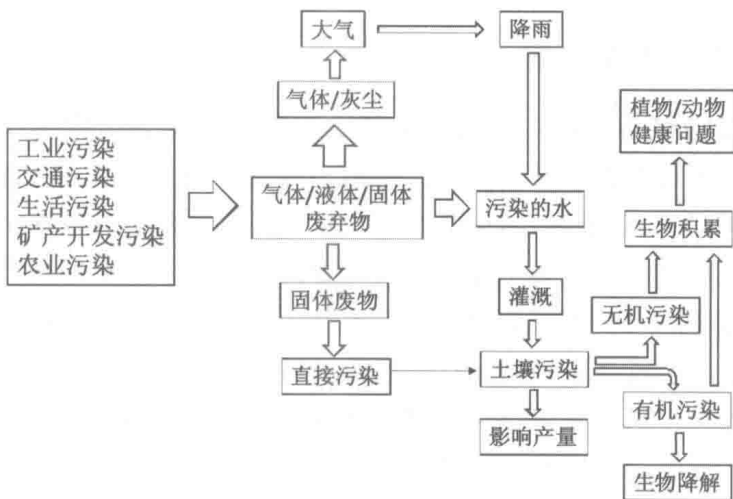 大气
降雨
气体/灰尘
植物/动物
健康问题
工业污染
交通污染
生活污染
矿产开发污染
农业污染
气体/液体/固体
废弃物
污染的水
生物积累
固体废物
灌溉
无机污染
直接污染
土壤污染
有机污染
影响产量
生物降解